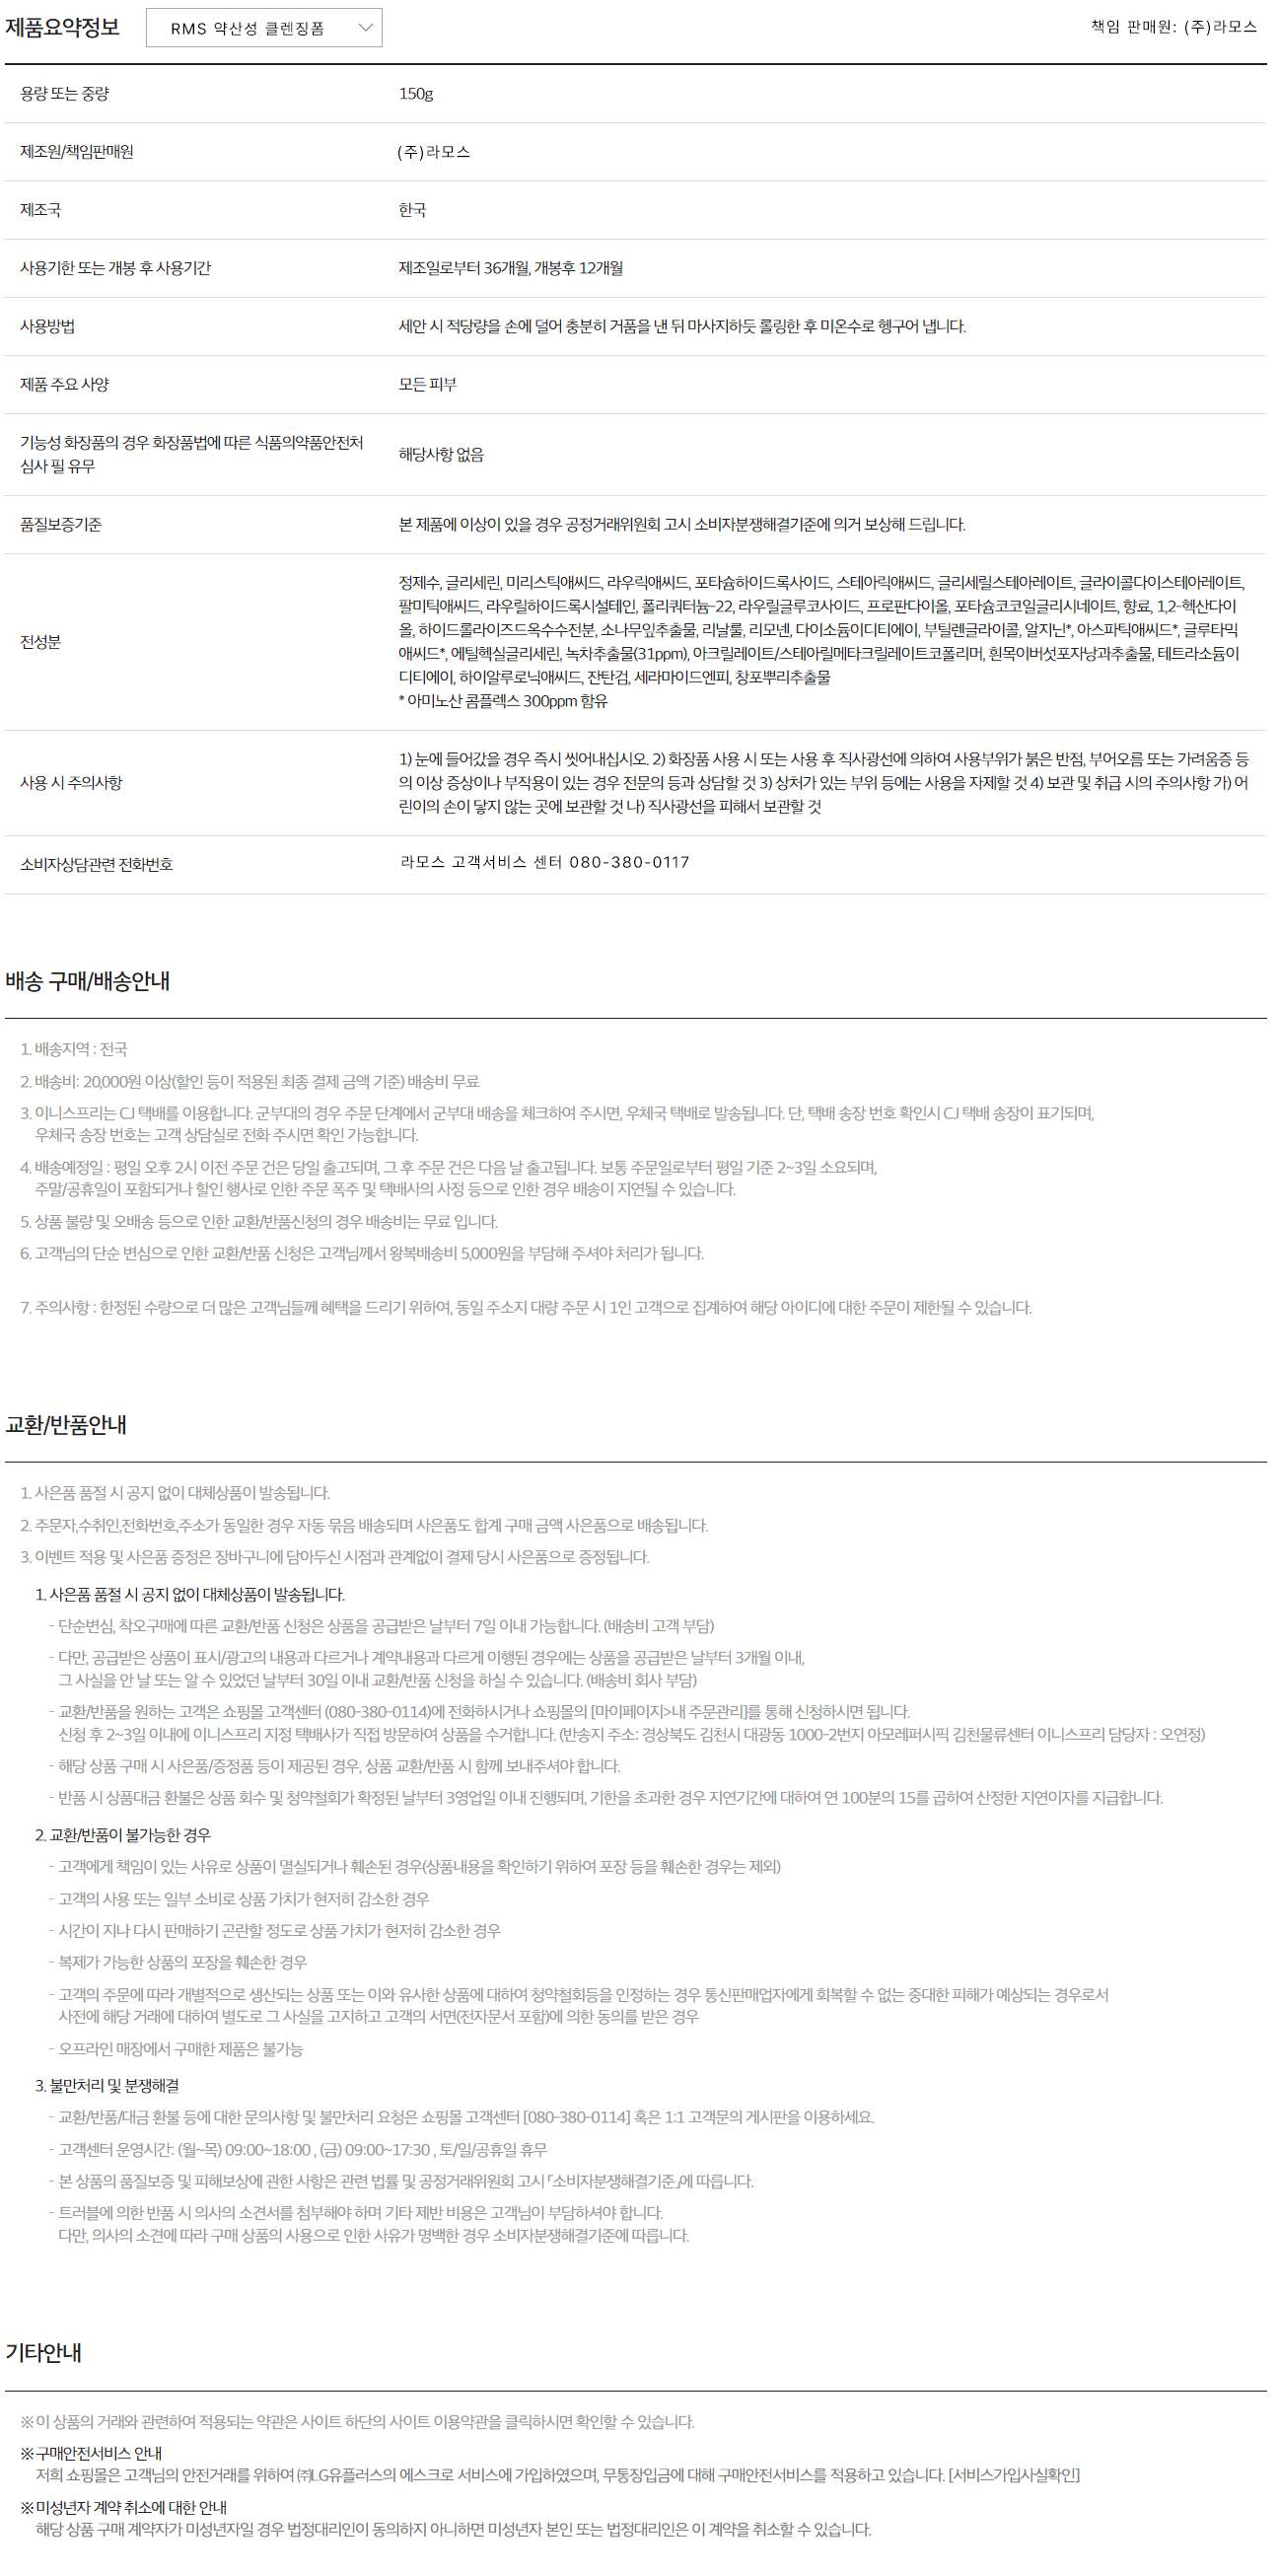 제품요약정보
RMS 약산성 클렌징폼
책임 판매원: (주)라모스
용량 또는 중량
150g
제조원/책임판매원
(주)라모스
제조국
한국
사용기한 또는 개봉 후 사용기간
제조일로부터 36개월, 개봉후 12개월
사용방법
세안 시 적당량을 손에 덜어 충분히 거품을 낸 뒤 마사지하듯 롤링한 후 미온수로 헹구어 냅니다.
제품 주요 사양
모든 피부
기능성 화장품의 경우 화장품법에 따른 식품의약품안전처
심사 필 유무
해당사항 없음
품질보증기준
본 제품에 이상이 있을 경우 공정거래위원회 고시 소비자분쟁해결기준에 의거 보상해 드립니다.
전성분
정제수, 글리세린, 미리스틱애씨드, 라우릭애씨드, 포타슘하이드록사이드, 스테아릭애씨드, 글리세릴스테아레이트, 글라이콜다이스테아레이트,
팔미틱애씨드, 라우릴하이드록시설테인, 폴리쿼터늄-22, 라우릴글루코사이드, 프로판다이올, 포타슘코코일글리시네이트, 향료, 1,2-헥산다이
올, 하이드롤라이즈드옥수수전분, 소나무잎추출물, 리날룰, 리모넨, 다이소듐이디티에이, 부틸렌글라이콜, 알지닌*, 아스파틱애씨드*, 글루타믹
애씨드*, 에틸헥실글리세린, 녹차추출물(31ppm), 아크릴레이트/스테아릴메타크릴레이트코폴리머, 흰목이버섯포자낭과추출물, 테트라소듐이
디티에이, 하이알루로닉애씨드, 잔탄검, 세라마이드엔피, 창포뿌리추출물
* 아미노산 콤플렉스 300ppm 함유
사용 시 주의사항
1) 눈에 들어갔을 경우 즉시 씻어내십시오. 2) 화장품 사용 시 또는 사용 후 직사광선에 의하여 사용부위가 붉은 반점, 부어오름 또는 가려움증 등
의 이상 증상이나 부작용이 있는 경우 전문의 등과 상담할 것 3) 상처가 있는 부위 등에는 사용을 자제할 것 4) 보관 및 취급 시의 주의사항 가) 어
린이의 손이 닿지 않는 곳에 보관할 것 나) 직사광선을 피해서 보관할 것
소비자상담관련 전화번호
라모스 고객서비스 센터 080-380-0117
배송 구매/배송안내
1. 배송지역 : 전국
2. 배송비: 20,000원 이상(할인 등이 적용된 최종 결제 금액 기준) 배송비 무료
3. 이니스프리는 CJ 택배를 이용합니다. 군부대의 경우 주문 단계에서 군부대 배송을 체크하여 주시면, 우체국 택배로 발송됩니다. 단, 택배 송장 번호 확인시 CJ 택배 송장이 표기되며,
우체국 송장 번호는 고객 상담실로 전화 주시면 확인 가능합니다.
4. 배송예정일 : 평일 오후 2시 이전 주문 건은 당일 출고되며, 그 후 주문 건은 다음 날 출고됩니다. 보통 주문일로부터 평일 기준 2~3일 소요되며,
주말/공휴일이 포함되거나 할인 행사로 인한 주문 폭주 및 택배사의 사정 등으로 인한 경우 배송이 지연될 수 있습니다.
5. 상품 불량 및 오배송 등으로 인한 교환/반품신청의 경우 배송비는 무료 입니다.
6. 고객님의 단순 변심으로 인한 교환/반품 신청은 고객님께서 왕복배송비 5,000원을 부담해 주셔야 처리가 됩니다.
7. 주의사항 : 한정된 수량으로 더 많은 고객님들께 혜택을 드리기 위하여, 동일 주소지 대량 주문 시 1인 고객으로 집계하여 해당 아이디에 대한 주문이 제한될 수 있습니다.
교환/반품안내
1. 사은품 품절 시 공지 없이 대체상품이 발송됩니다.
2. 주문자,수취인,전화번호,주소가 동일한 경우 자동 묶음 배송되며 사은품도 합계 구매 금액 사은품으로 배송됩니다.
3. 이벤트 적용 및 사은품 증정은 장바구니에 담아두신 시점과 관계없이 결제 당시 사은품으로 증정됩니다.
1. 사은품 품절 시 공지 없이 대체상품이 발송됩니다.
- 단순변심, 착오구매에 따른 교환/반품 신청은 상품을 공급받은 날부터 7일 이내 가능합니다. (배송비 고객 부담)
- 다만, 공급받은 상품이 표시/광고의 내용과 다르거나 계약내용과 다르게 이행된 경우에는 상품을 공급받은 날부터 3개월 이내,
그 사실을 안 날 또는 알 수 있었던 날부터 30일 이내 교환/반품 신청을 하실 수 있습니다. (배송비 회사 부담)
- 교환/반품을 원하는 고객은 쇼핑몰 고객센터 (080-380-0114)에 전화하시거나 쇼핑몰의 [마이페이지>내 주문관리]를 통해 신청하시면 됩니다.
신청 후 2~3일 이내에 이니스프리 지정 택배사가 직접 방문하여 상품을 수거합니다. (반송지 주소: 경상북도 김천시 대광동 1000-2번지 아모레퍼시픽 김천물류센터 이니스프리 담당자 : 오연정)
- 해당 상품 구매 시 사은품/증정품 등이 제공된 경우, 상품 교환/반품 시 함께 보내주셔야 합니다.
- 반품 시 상품대금 환불은 상품 회수 및 청약철회가 확정된 날부터 3영업일 이내 진행되며, 기한을 초과한 경우 지연기간에 대하여 연 100분의 15를 곱하여 산정한 지연이자를 지급합니다.
2. 교환/반품이 불가능한 경우
- 고객에게 책임이 있는 사유로 상품이 멸실되거나 훼손된 경우(상품내용을 확인하기 위하여 포장 등을 훼손한 경우는 제외)
- 고객의 사용 또는 일부 소비로 상품 가치가 현저히 감소한 경우
- 시간이 지나 다시 판매하기 곤란할 정도로 상품 가치가 현저히 감소한 경우
- 복제가 가능한 상품의 포장을 훼손한 경우
- 고객의 주문에 따라 개별적으로 생산되는 상품 또는 이와 유사한 상품에 대하여 청약철회등을 인정하는 경우 통신판매업자에게 회복할 수 없는 중대한 피해가 예상되는 경우로서
사전에 해당 거래에 대하여 별도로 그 사실을 고지하고 고객의 서면(전자문서 포함)에 의한 동의를 받은 경우
- 오프라인 매장에서 구매한 제품은 불가능
3. 불만처리 및 분쟁해결
- 교환/반품/대금 환불 등에 대한 문의사항 및 불만처리 요청은 쇼핑몰 고객센터 [080-380-0114] 혹은 1:1 고객문의 게시판을 이용하세요.
- 고객센터 운영시간: (월~목) 09:00~18:00 , (금) 09:00~17:30 , 토/일/공휴일 휴무
- 본 상품의 품질보증 및 피해보상에 관한 사항은 관련 법률 및 공정거래위원회 고시 「소비자분쟁해결기준」에 따릅니다.
- 트러블에 의한 반품 시 의사의 소견서를 첨부해야 하며 기타 제반 비용은 고객님이 부담하셔야 합니다.
다만, 의사의 소견에 따라 구매 상품의 사용으로 인한 사유가 명백한 경우 소비자분쟁해결기준에 따릅니다.
기타안내
※ 이 상품의 거래와 관련하여 적용되는 약관은 사이트 하단의 사이트 이용약관을 클릭하시면 확인할 수 있습니다.
※ 구매안전서비스 안내
저희 쇼핑몰은 고객님의 안전거래를 위하여 ㈜LG유플러스의 에스크로 서비스에 가입하였으며, 무통장입금에 대해 구매안전서비스를 적용하고 있습니다. [서비스가입사실확인]
※ 미성년자 계약 취소에 대한 안내
해당 상품 구매 계약자가 미성년자일 경우 법정대리인이 동의하지 아니하면 미성년자 본인 또는 법정대리인은 이 계약을 취소할 수 있습니다.